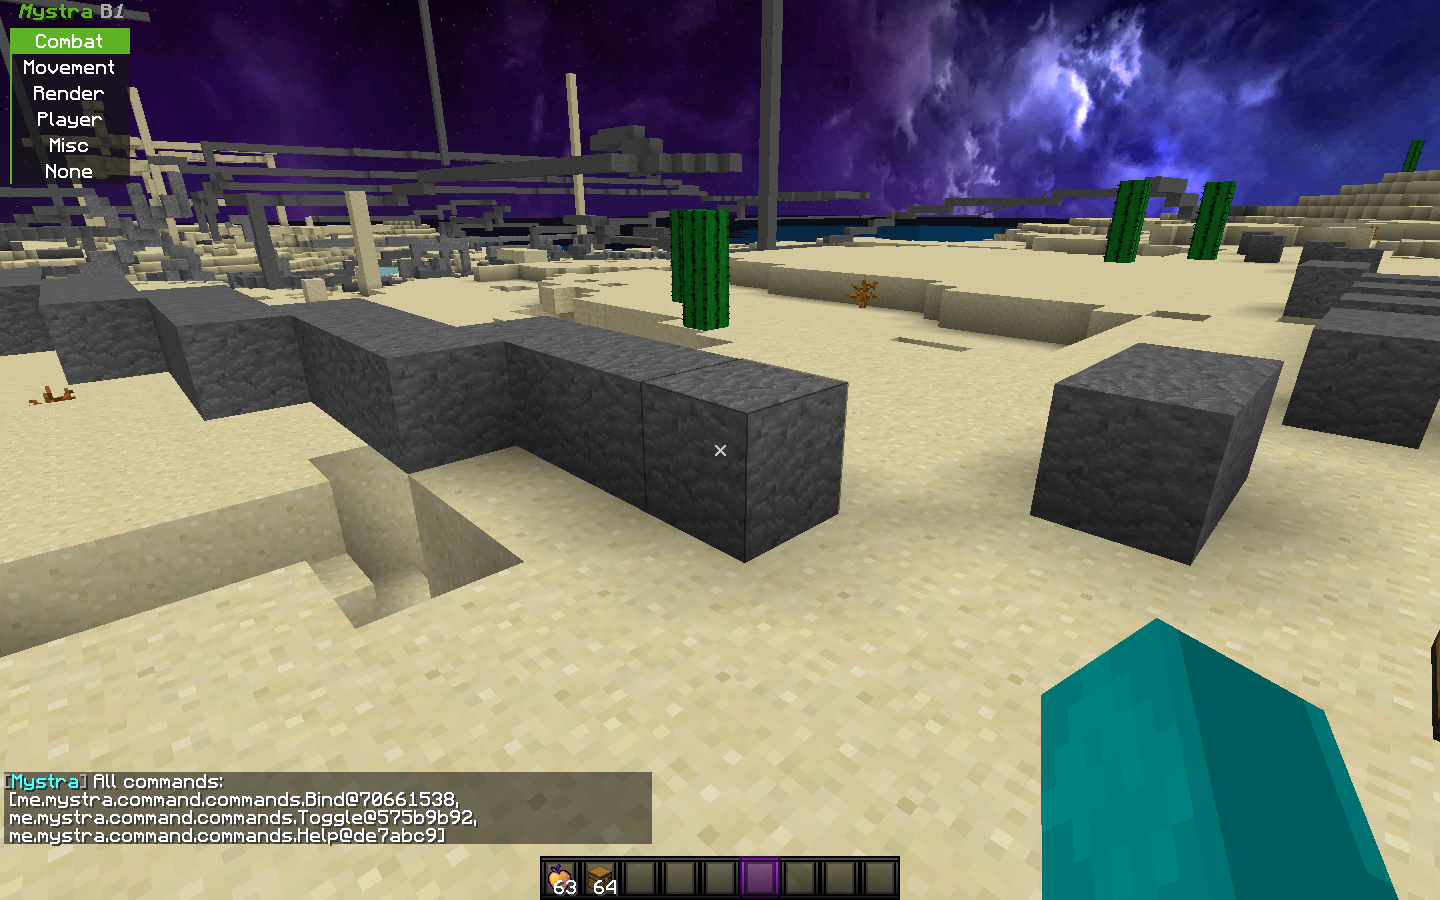 Mystra B1
Combat
Movement
Render
Player
Misc
None
[Mystra] All commands:
[me.mystra.command.commands.Bind@70661538,
me.mystra.command.commands.Toggle@575b9b92,
me.mystra.command.commands.Help@de7abc9]
63 64